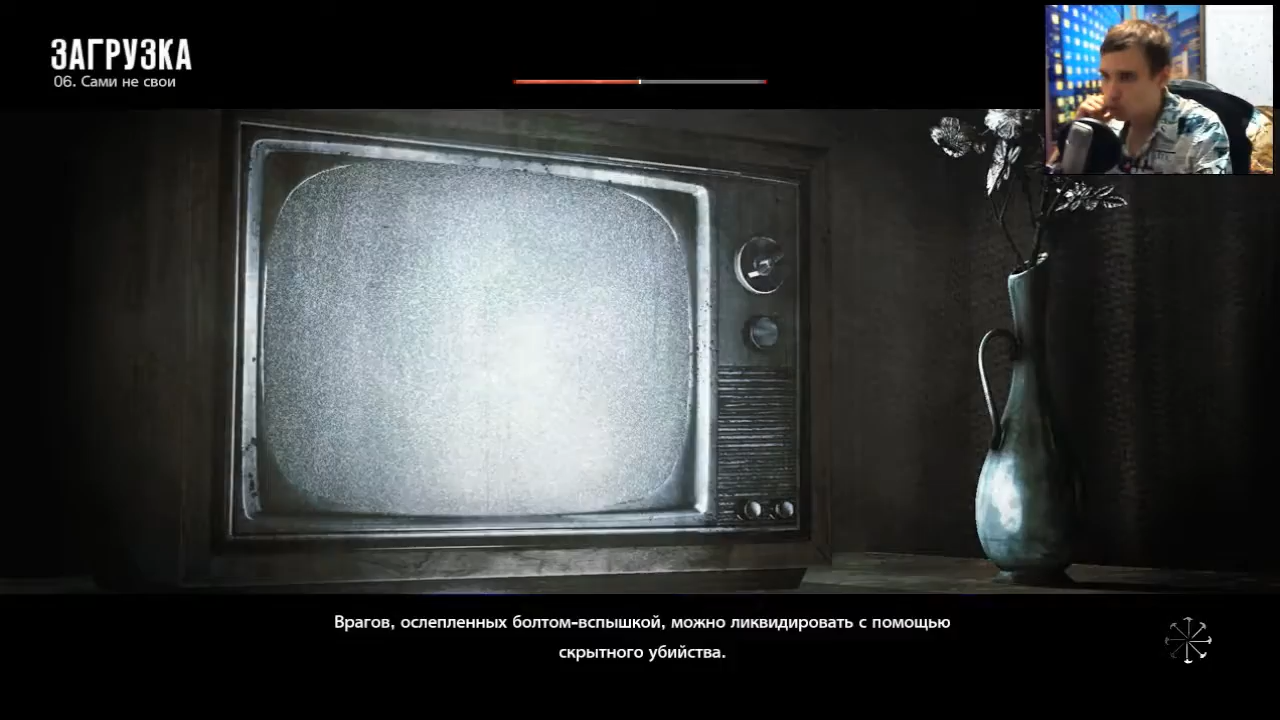 ЗАГРУЗКА
06. Сами не свои
Врагов, ослепленных болтом-вспышкой, можно ликвидировать с помощью
скрытного убийства.